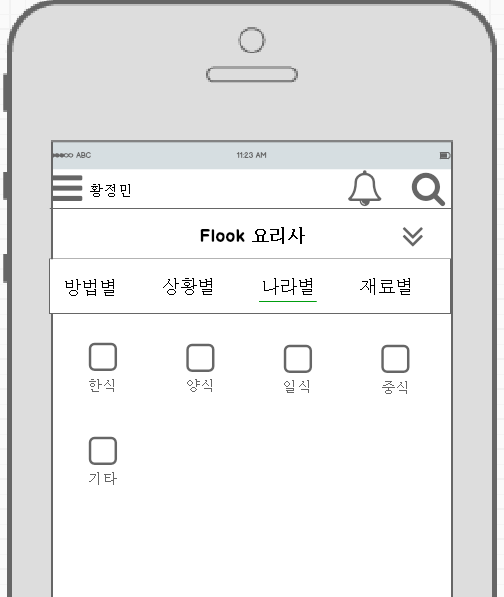 ABC 11:23 AM
황정민
Flook 요리사
방법별 상황별 나라별 재료별
한식 양식 일식 중식
기타